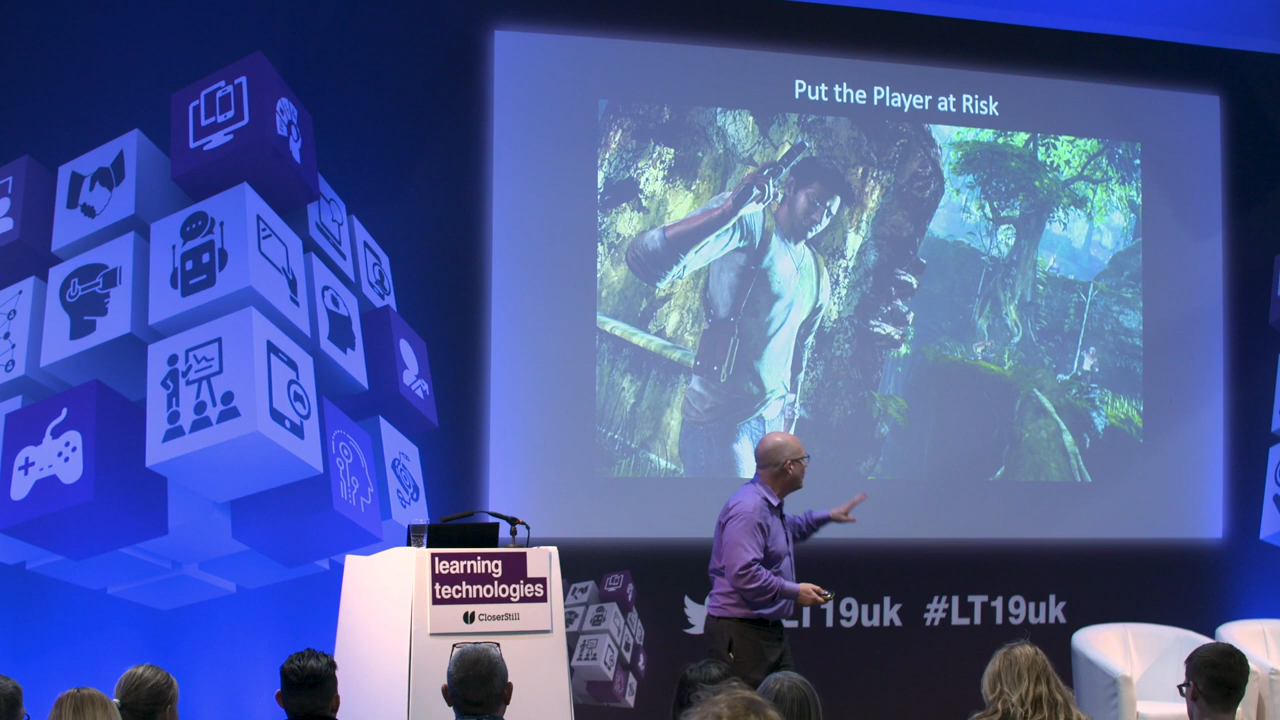 Put the Player at Risk
learning
technologies
CloserStill
LT19uk #LT19uk